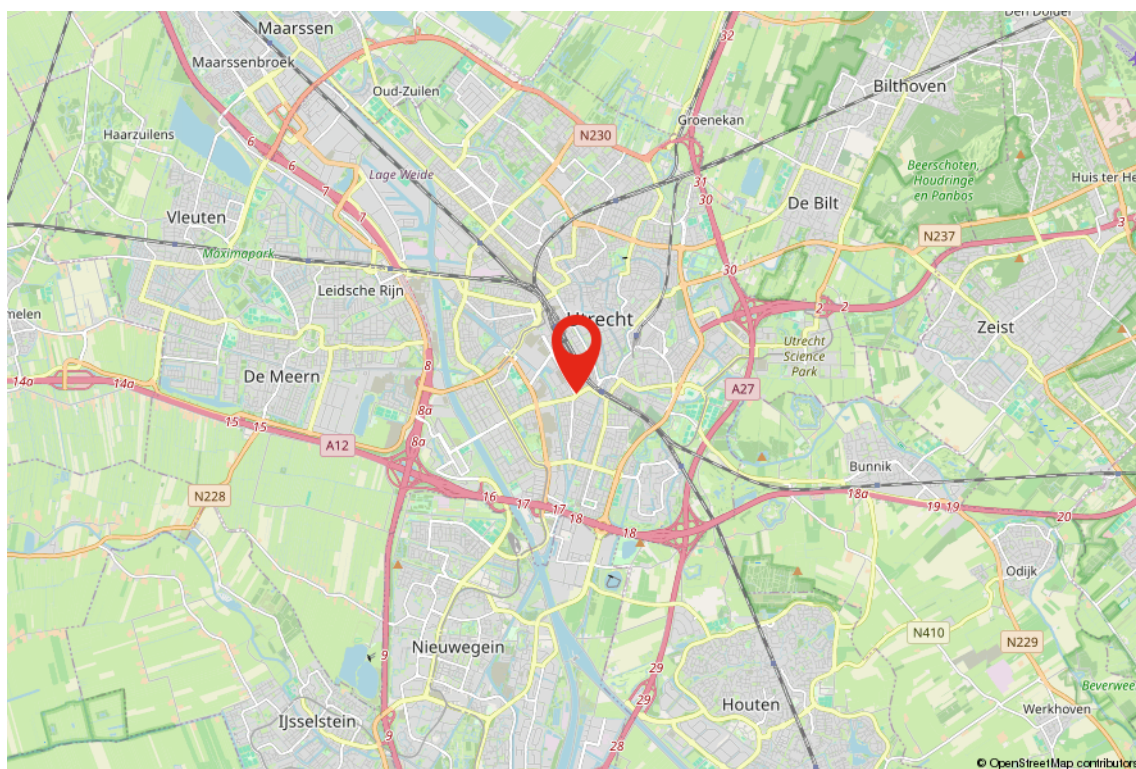 Den Dolder
32
Maarssen
Maarssenbroek
Bilthoven
Oud-Zuilen
Groenekan
Haarzuilens
N230
6
6
Beerschoten,
Houdringe
en Panbos
Lage Weide
Huis ter He
31
7
30
De Bilt
7
Vleuten
3
N237
Maximapark
30
Leidsche Rijn
2
2
melen
Utrecht
Zeist
Utrecht
Science
Park
8
De Meern
14a
14a
A27
8a
15
15
8a
A12
Bunnik
N228
16
17
17
18
18
18a
19
19
20
Odijk
N410
N229
Nieuwegein
9
29
29
Beverwee
Houten
IJsselstein
Werkhoven
9
28
© OpenStreetMap contributors